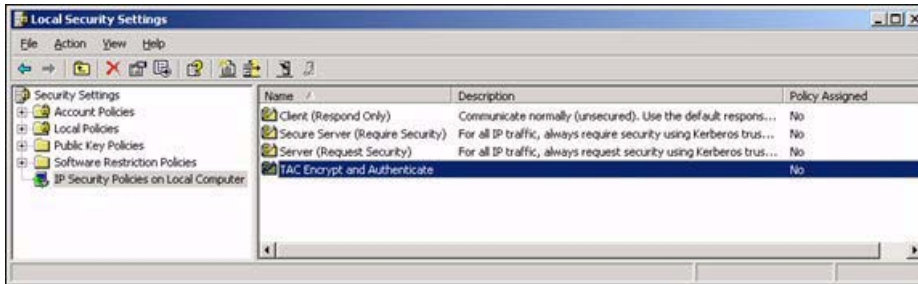 Local Security Settings
File Action View Help
Security Settings
Account Policies
Local Policies
Public Key Policies
Software Restriction Policies
IP Security Policies on Local Computer
Name Description Policy Assigned
Client (Respond Only) Communicate normally (unsecured). Use the default respons... No
Secure Server (Require Security) For all IP traffic, always require security using Kerberos trus... No
Server (Request Security) For all IP traffic, always request security using Kerberos trus... No
TAC Encrypt and Authenticate No